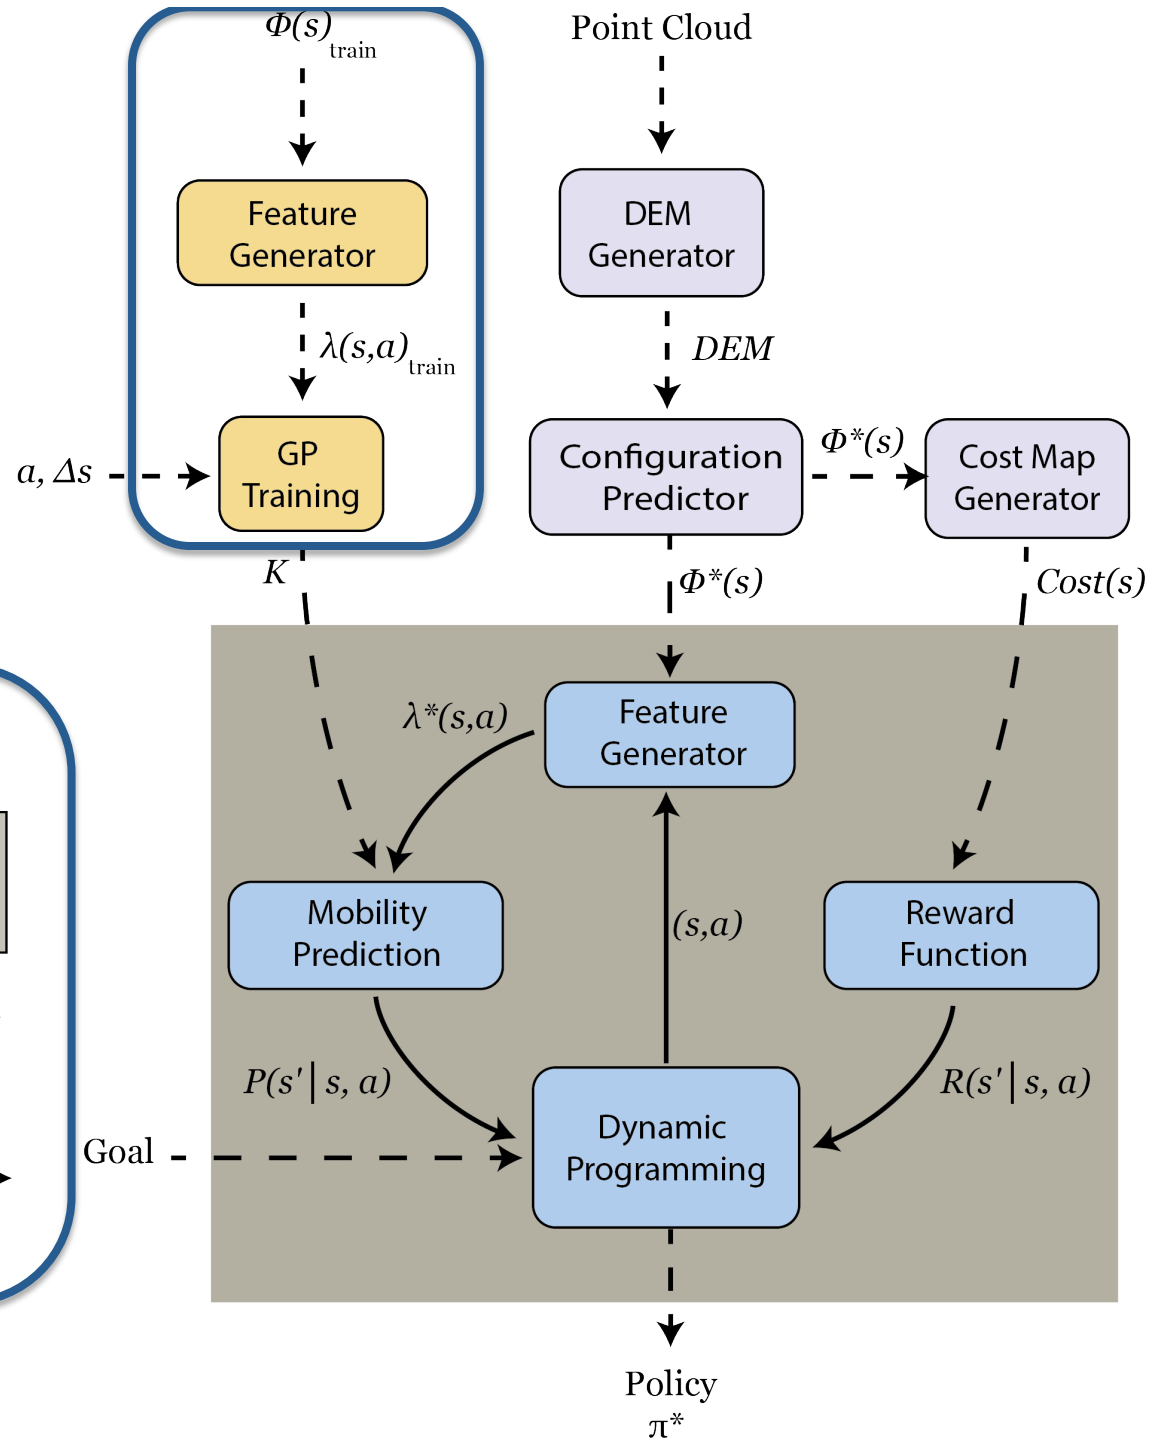 Φ(s)train
Point Cloud
Feature
Generator
DEM
Generator
λ(s,a)train
DEM
a, Δs
GP
Training
Configuration
Predictor
Φ*(s)
Cost Map
Generator
K
Φ*(s)
Cost(s)
λ*(s,a)
Feature
Generator
Mobility
Prediction
(s,a)
Reward
Function
P(s'|s, a)
R(s'|s, a)
Goal
Dynamic
Programming
Policy
π*